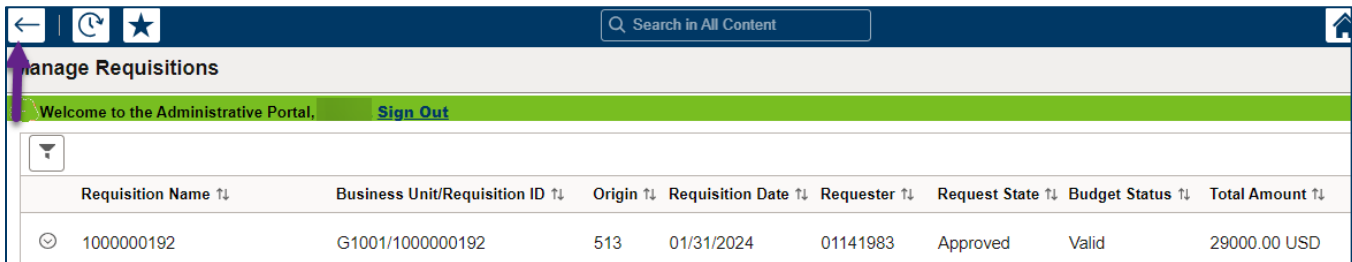 Search in All Content
Manage Requisitions
Welcome to the Administrative Portal, Sign Out
Requisition Name Business Unit/Requisition ID Origin Requisition Date Requester Request State Budget Status Total Amount
1000000192 G1001/1000000192 513 01/31/2024 01141983 Approved Valid 29000.00 USD